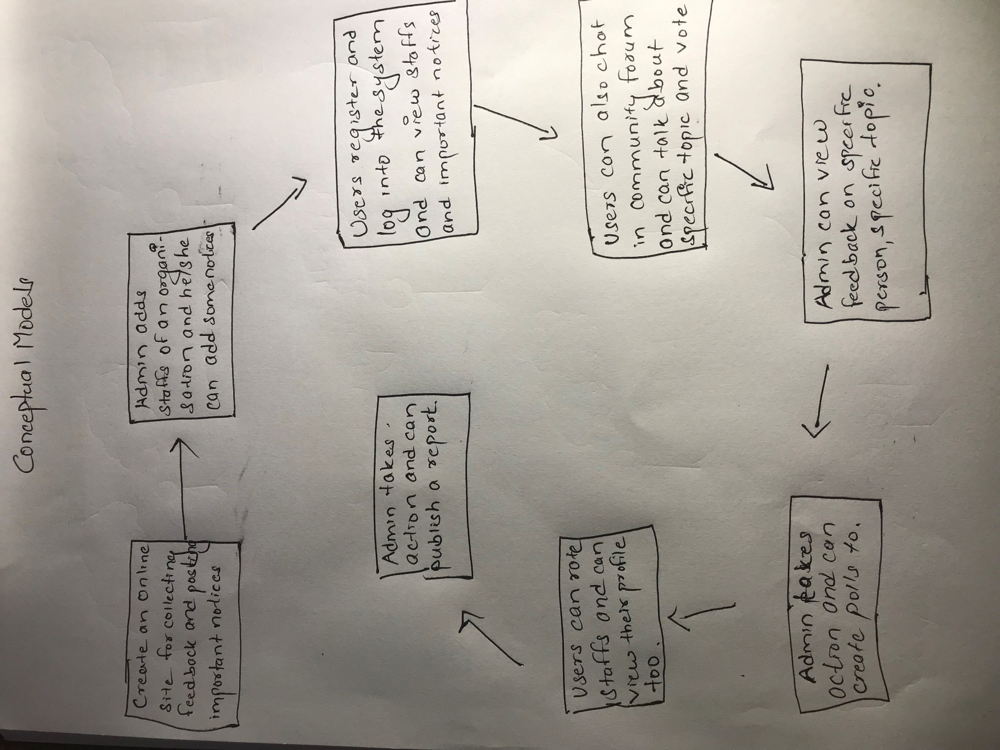 Conceptual Models
Create an online
site for collecting
feedback and posting
important notices
Admin adds
staffs of an organi-
sation and he/she
can add some notices
Users register and
log into the system
and can view staffs
and important notices
Users can also chat
in community forum
and can talk about
specific topic and vote
Admin can view
feedback on specific
person, specific topic.
Admin takes
action and can
create polls to.
Users can rate
staffs and can
view their profile
too.
Admin takes
action and can
publish a report.